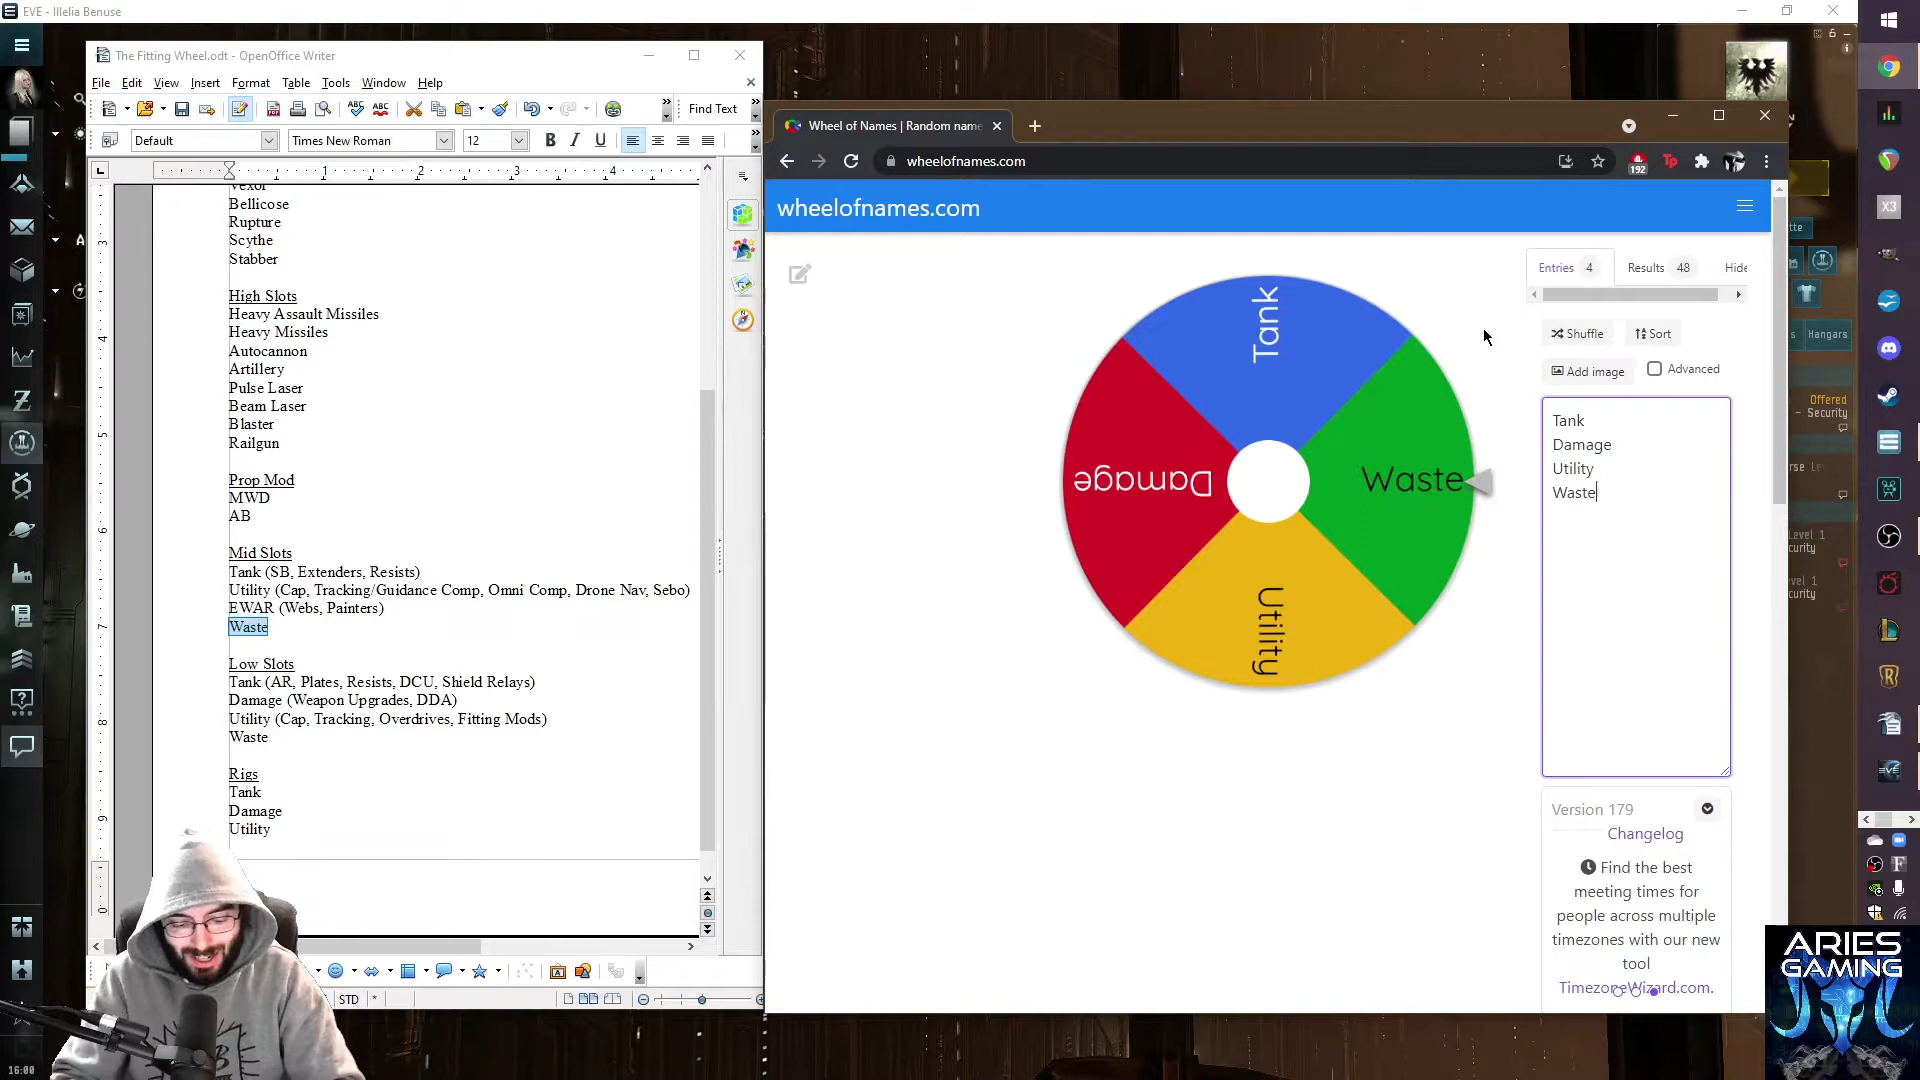 EVE - Illelia Benuse
The Fitting Wheel.odt - OpenOffice Writer
File Edit View Insert Format Table Tools Window Help
Find Text
Default
Times New Roman
12
1 2 3 4
Vexor
Bellicose
Rupture
Scythe
Stabber
High Slots
Heavy Assault Missiles
Heavy Missiles
Autocannon
Artillery
Pulse Laser
Beam Laser
Blaster
Railgun
Prop Mod
MWD
AB
Mid Slots
Tank (SB, Extenders, Resists)
Utility (Cap, Tracking/Guidance Comp, Omni Comp, Drone Nav, Sebo)
EWAR (Webs, Painters)
Waste
Low Slots
Tank (AR, Plates, Resists, DCU, Shield Relays)
Damage (Weapon Upgrades, DDA)
Utility (Cap, Tracking, Overdrives, Fitting Mods)
Waste
Rigs
Tank
Damage
Utility
STD *
16:00
Wheel of Names | Random name
wheelofnames.com
192
wheelofnames.com
Tank
Waste
Utility
Damage
Entries 4
Results 48
Hide
Shuffle
Sort
Add image
Advanced
Tank
Damage
Utility
Waste
Version 179
Changelog
Find the best
meeting times for
people across multiple
timezones with our new
tool
TimezoneWizard.com.
Hangars
Offered
- Security
ARIES
GAMING